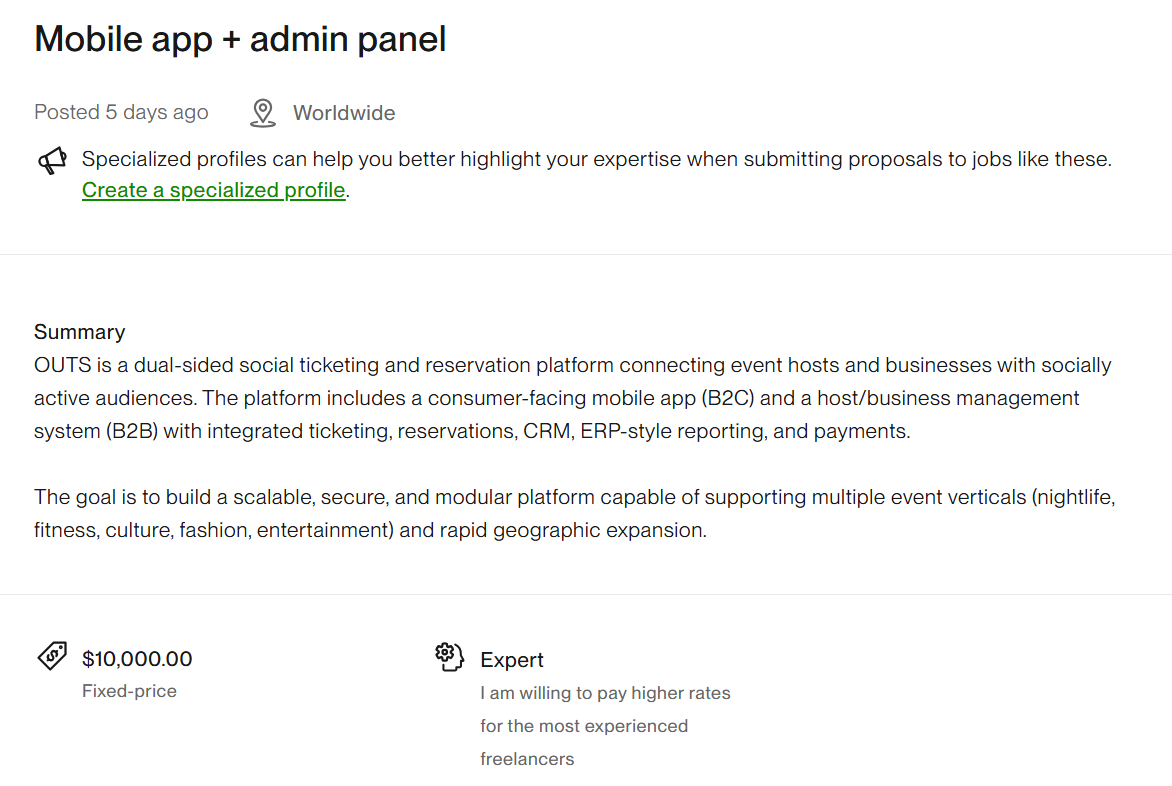 Mobile app + admin panel
Posted 5 days ago
Worldwide
Specialized profiles can help you better highlight your expertise when submitting proposals to jobs like these.
Create a specialized profile.
Summary
OUTS is a dual-sided social ticketing and reservation platform connecting event hosts and businesses with socially
active audiences. The platform includes a consumer-facing mobile app (B2C) and a host/business management
system (B2B) with integrated ticketing, reservations, CRM, ERP-style reporting, and payments.
The goal is to build a scalable, secure, and modular platform capable of supporting multiple event verticals (nightlife,
fitness, culture, fashion, entertainment) and rapid geographic expansion.
$10,000.00
Fixed-price
Expert
I am willing to pay higher rates
for the most experienced
freelancers